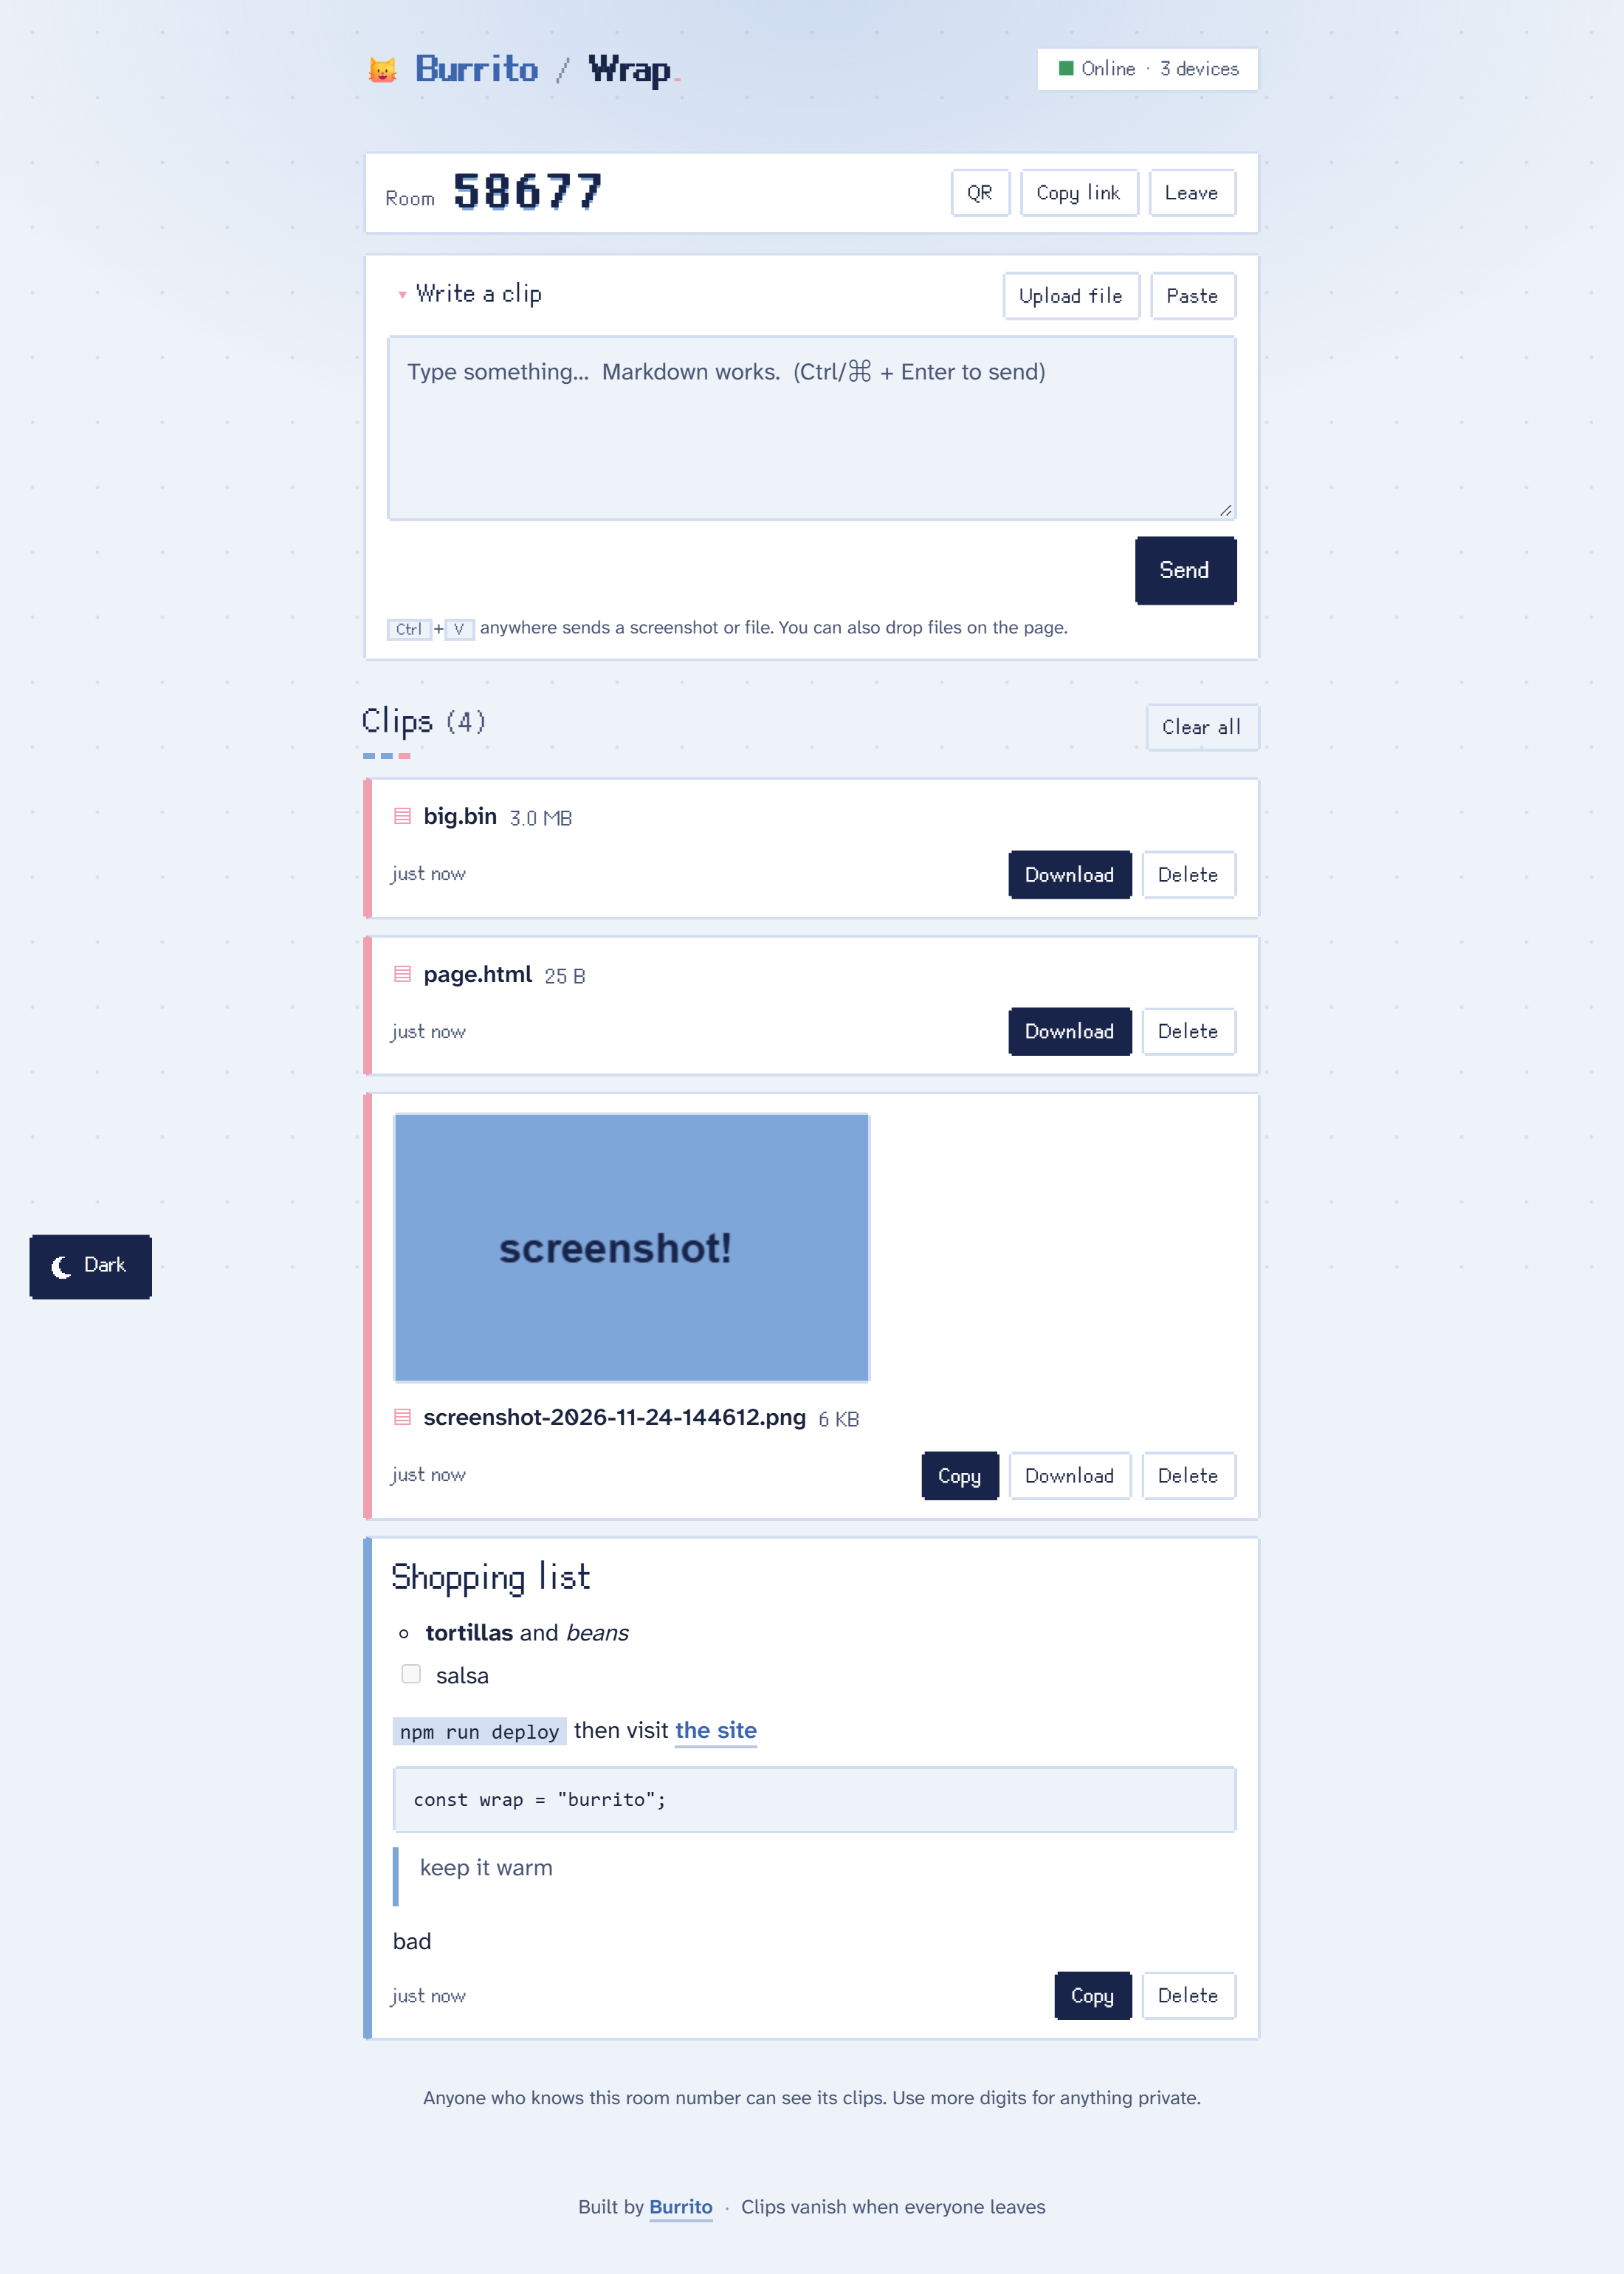 Burrito / Wrap.
Online · 3 devices
Room 58677
QR
Copy link
Leave
Write a clip
Upload file
Paste
Type something... Markdown works. (Ctrl/⌘ + Enter to send)
Send
Ctrl+V anywhere sends a screenshot or file. You can also drop files on the page.
Clips (4)
Clear all
big.bin 3.0 MB
just now
Download
Delete
page.html 25 B
just now
Download
Delete
screenshot!
Dark
screenshot-2026-11-24-144612.png 6 KB
just now
Copy
Download
Delete
Shopping list
tortillas and beans
salsa
npm run deploy then visit the site
const wrap = "burrito";
keep it warm
bad
just now
Copy
Delete
Anyone who knows this room number can see its clips. Use more digits for anything private.
Built by Burrito · Clips vanish when everyone leaves